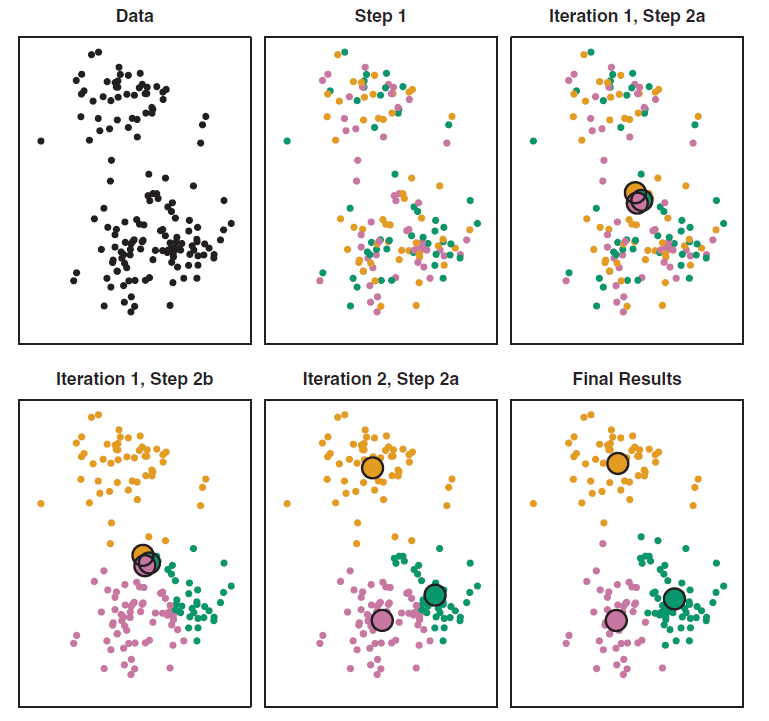 Data
Step 1
Iteration 1, Step 2a
Iteration 1, Step 2b
Iteration 2, Step 2a
Final Results